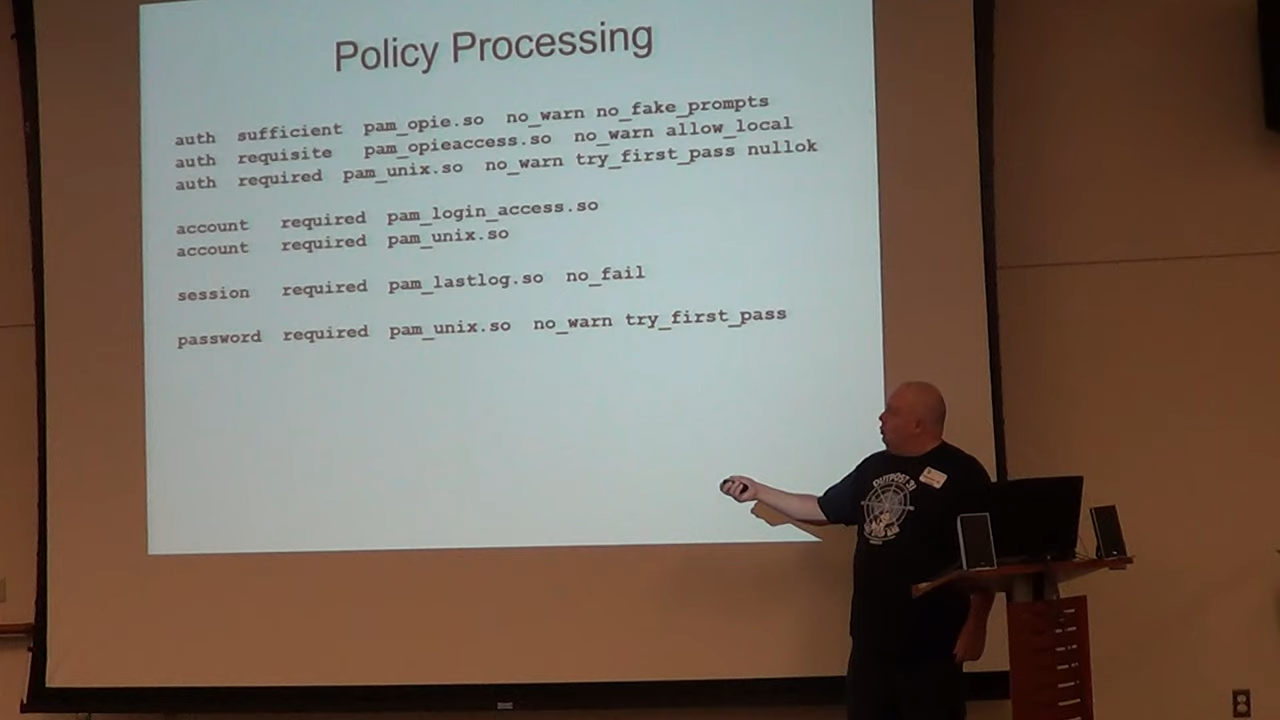 Policy Processing
auth sufficient pam_opie.so no_warn no_fake_prompts
auth requisite pam_opieaccess.so no_warn allow_local
auth required pam_unix.so no_warn try_first_pass nullok
account required pam_login_access.so
account required pam_unix.so
session required pam_lastlog.so no_fail
password required pam_unix.so no_warn try_first_pass
OUTPOST 31